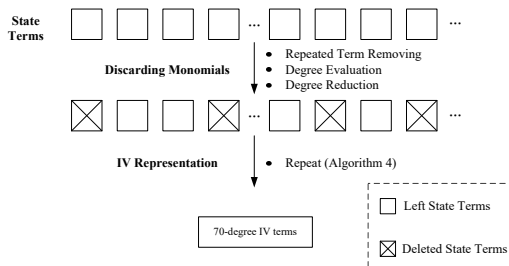 State
Terms
...
...
Discarding Monomials
• Repeated Term Removing
• Degree Evaluation
• Degree Reduction
...
...
IV Representation
• Repeat (Algorithm 4)
70-degree IV terms
Left State Terms
Deleted State Terms